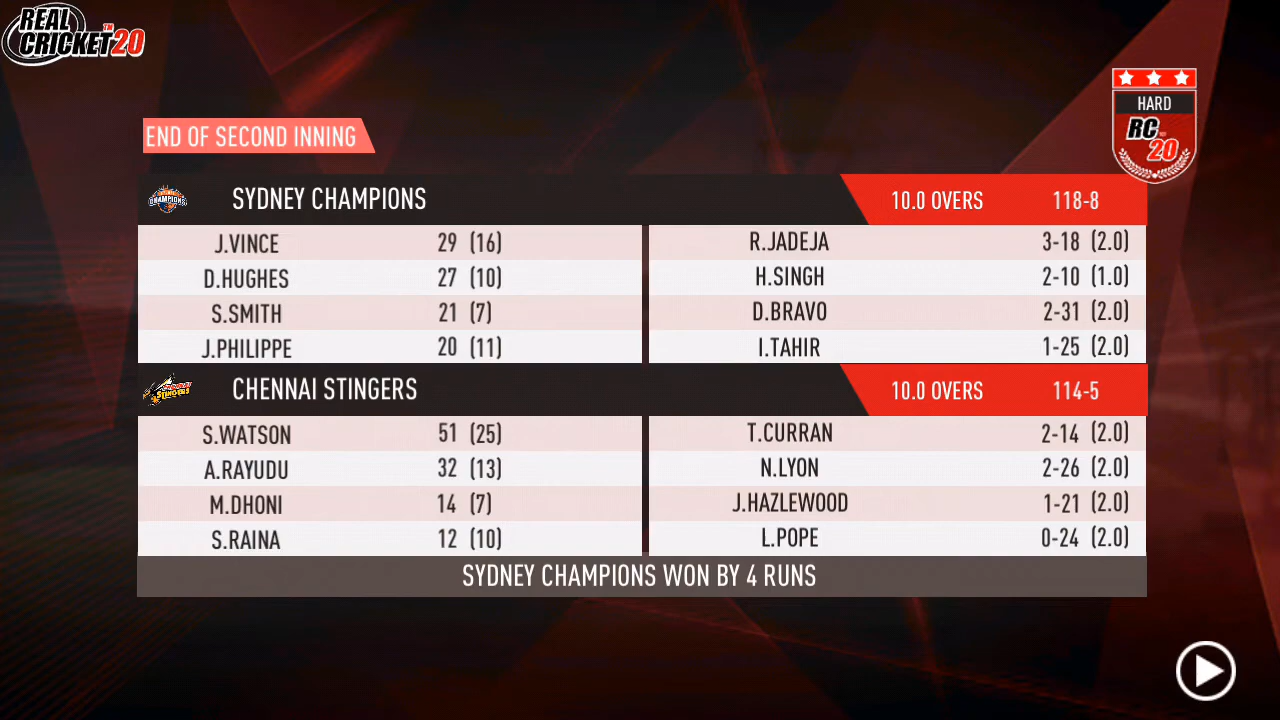 REAL
CRICKET™20
HARD
RC
20
END OF SECOND INNING
CHAMPIONS
SYDNEY CHAMPIONS 10.0 OVERS 118-8
J.VINCE 29 (16) R.JADEJA 3-18 (2.0)
D.HUGHES 27 (10) H.SINGH 2-10 (1.0)
S.SMITH 21 (7) D.BRAVO 2-31 (2.0)
J.PHILIPPE 20 (11) I.TAHIR 1-25 (2.0)
STINGERS
CHENNAI STINGERS 10.0 OVERS 114-5
S.WATSON 51 (25) T.CURRAN 2-14 (2.0)
A.RAYUDU 32 (13) N.LYON 2-26 (2.0)
M.DHONI 14 (7) J.HAZLEWOOD 1-21 (2.0)
S.RAINA 12 (10) L.POPE 0-24 (2.0)
SYDNEY CHAMPIONS WON BY 4 RUNS